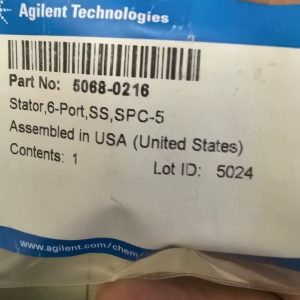 Agilent Technologies
Part No: 5068-0216
Stator,6-Port,SS,SPC-5
Assembled in USA (United States)
Contents: 1
Lot ID: 5024
www.agilent.com/chem/